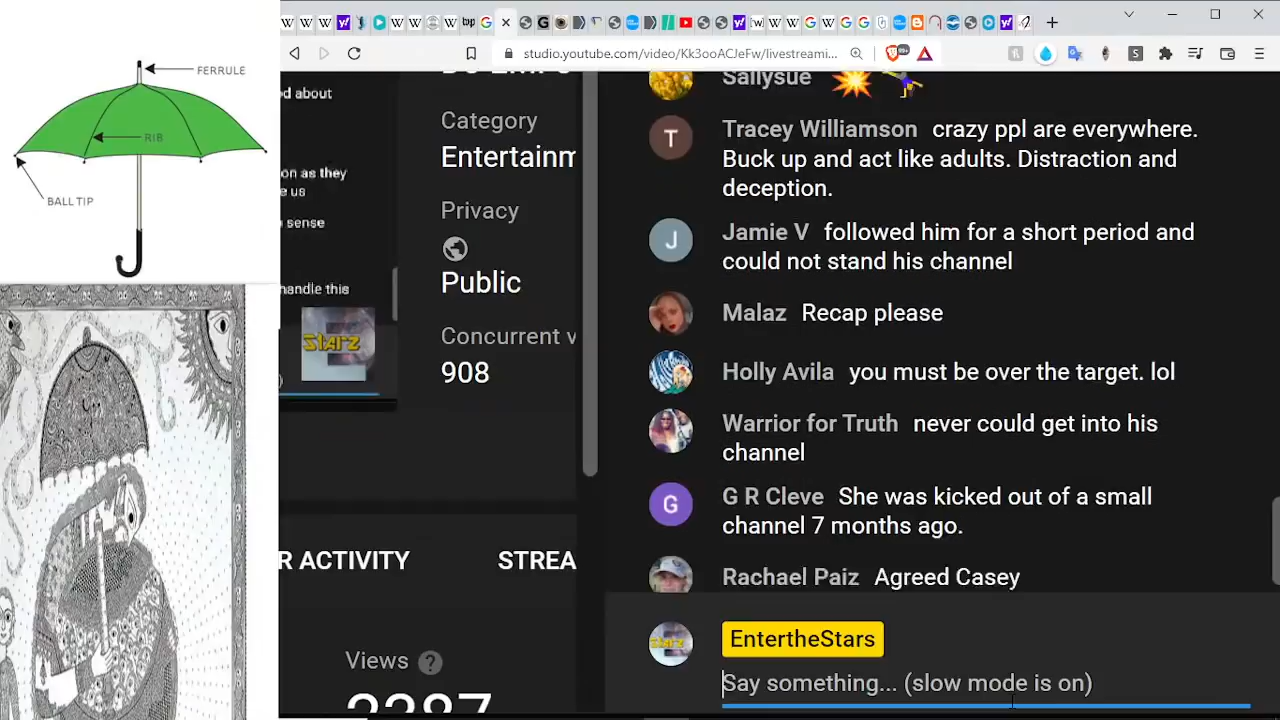 FERRULE
RIB
BALL TIP
studio.youtube.com/video/Kk3ooACJeFw/livestreami...
d about
on as they
e us
o sense
handle this
Starz
Category
Entertainm
Privacy
Public
Concurrent v
908
R ACTIVITY
STREA
Views ?
2287
Sallysue
T
Tracey Williamson crazy ppl are everywhere.
Buck up and act like adults. Distraction and
deception.
J
Jamie V followed him for a short period and
could not stand his channel
Malaz Recap please
Holly Avila you must be over the target. lol
Warrior for Truth never could get into his
channel
G
G R Cleve She was kicked out of a small
channel 7 months ago.
Rachael Paiz Agreed Casey
EntertheStars
Say something... (slow mode is on)